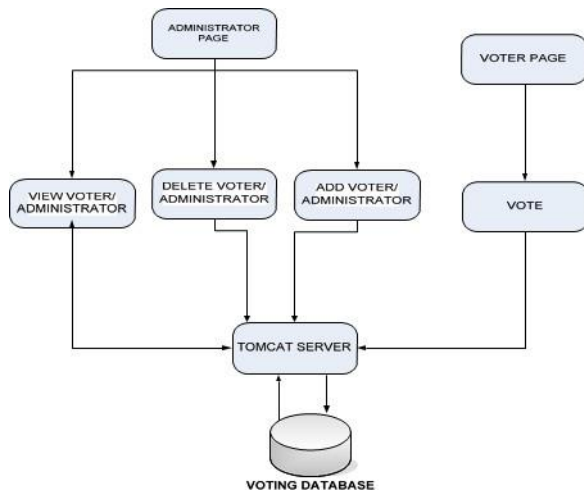 ADMINISTRATOR
PAGE
VOTER PAGE
VIEW VOTER/
ADMINISTRATOR
DELETE VOTER/
ADMINISTRATOR
ADD VOTER/
ADMINISTRATOR
VOTE
TOMCAT SERVER
VOTING DATABASE